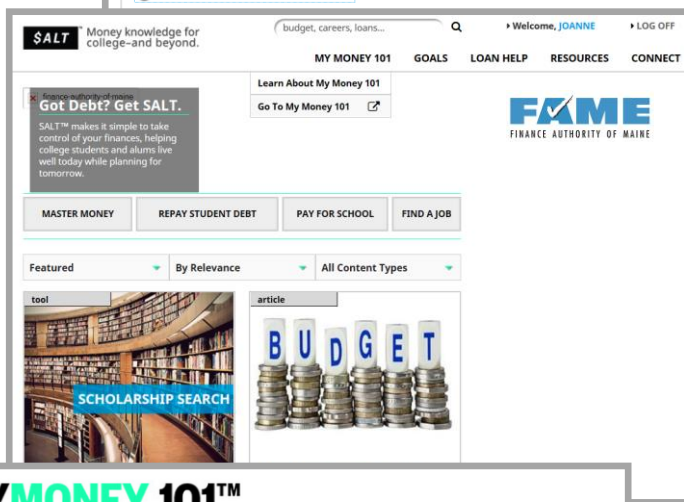 $ALT™ Money knowledge for
college–and beyond.
budget, careers, loans...
Welcome, JOANNE
LOG OFF
MY MONEY 101
GOALS
LOAN HELP
RESOURCES
CONNECT
Learn About My Money 101
Go To My Money 101
finance-authority-of-maine
Got Debt? Get SALT.
SALT™ makes it simple to take
control of your finances, helping
college students and alums live
well today while planning for
tomorrow.
FAME
FINANCE AUTHORITY OF MAINE
MASTER MONEY
REPAY STUDENT DEBT
PAY FOR SCHOOL
FIND A JOB
Featured
By Relevance
All Content Types
tool
article
SCHOLARSHIP SEARCH
BUDGET
MONEY 101™